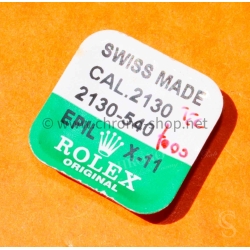 SWISS MADE
CAL.2130
2130-540
EPIL X-11
ROLEX
ORIGINAL